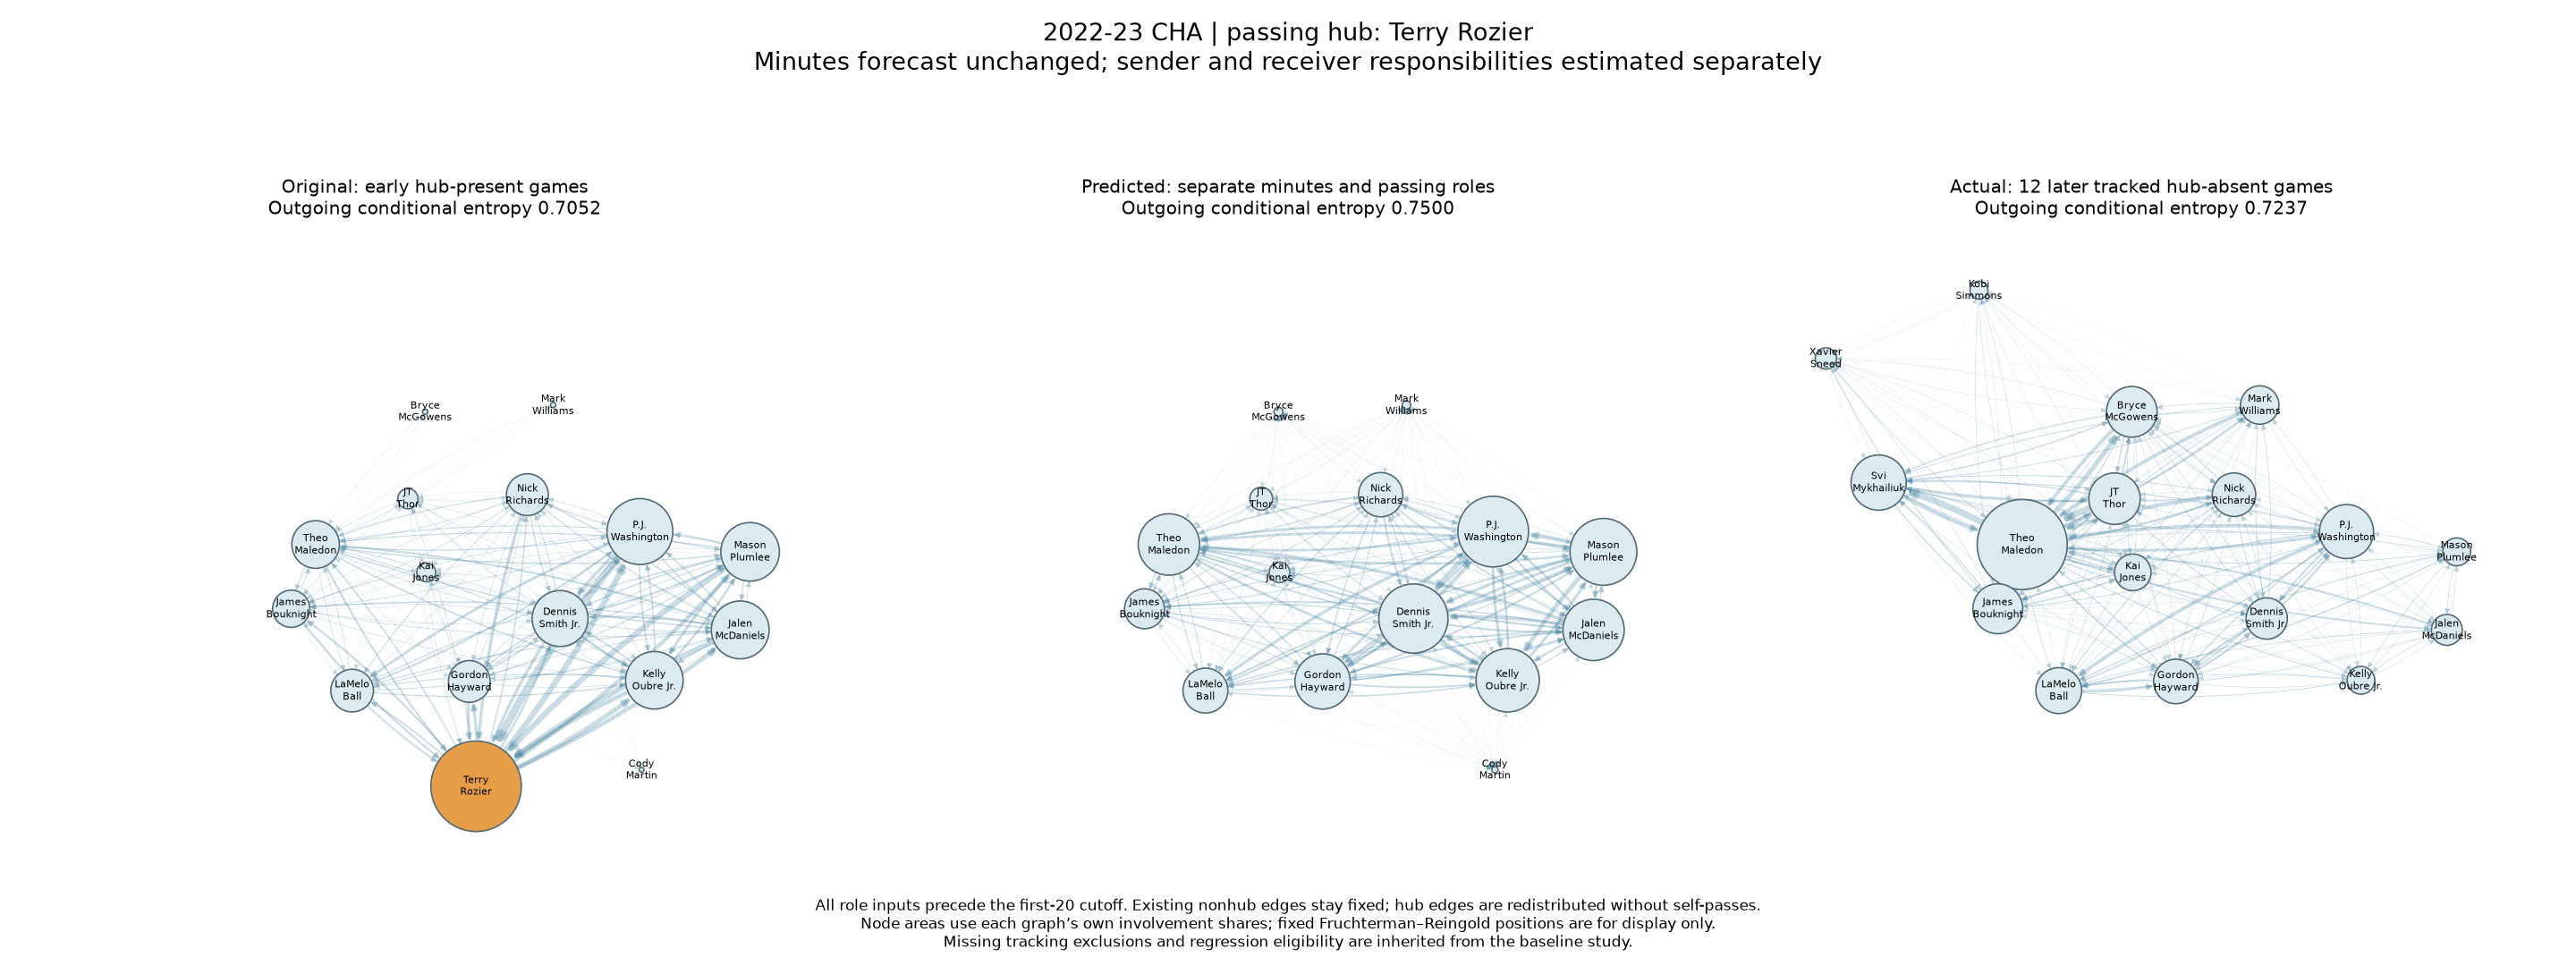 2022-23 CHA | passing hub: Terry Rozier
Minutes forecast unchanged; sender and receiver responsibilities estimated separately
Original: early hub-present games
Outgoing conditional entropy 0.7052
Bryce
McGowens
Mark
Williams
JT
Thor
Nick
Richards
P.J.
Washington
Theo
Maledon
Mason
Plumlee
Kai
Jones
James
Bouknight
Dennis
Smith Jr.
Jalen
McDaniels
LaMelo
Ball
Gordon
Hayward
Kelly
Oubre Jr.
Terry
Rozier
Cody
Martin
Predicted: separate minutes and passing roles
Outgoing conditional entropy 0.7500
Bryce
McGowens
Mark
Williams
JT
Thor
Nick
Richards
P.J.
Washington
Theo
Maledon
Mason
Plumlee
Kai
Jones
James
Bouknight
Dennis
Smith Jr.
Jalen
McDaniels
LaMelo
Ball
Gordon
Hayward
Kelly
Oubre Jr.
Cody
Martin
Actual: 12 later tracked hub-absent games
Outgoing conditional entropy 0.7237
Kobi
Simmons
Xavier
Sneed
Bryce
McGowens
Mark
Williams
Svi
Mykhailiuk
JT
Thor
Nick
Richards
P.J.
Washington
Theo
Maledon
Mason
Plumlee
Kai
Jones
James
Bouknight
Dennis
Smith Jr.
Jalen
McDaniels
LaMelo
Ball
Gordon
Hayward
Kelly
Oubre Jr.
All role inputs precede the first-20 cutoff. Existing nonhub edges stay fixed; hub edges are redistributed without self-passes.
Node areas use each graph’s own involvement shares; fixed Fruchterman–Reingold positions are for display only.
Missing tracking exclusions and regression eligibility are inherited from the baseline study.